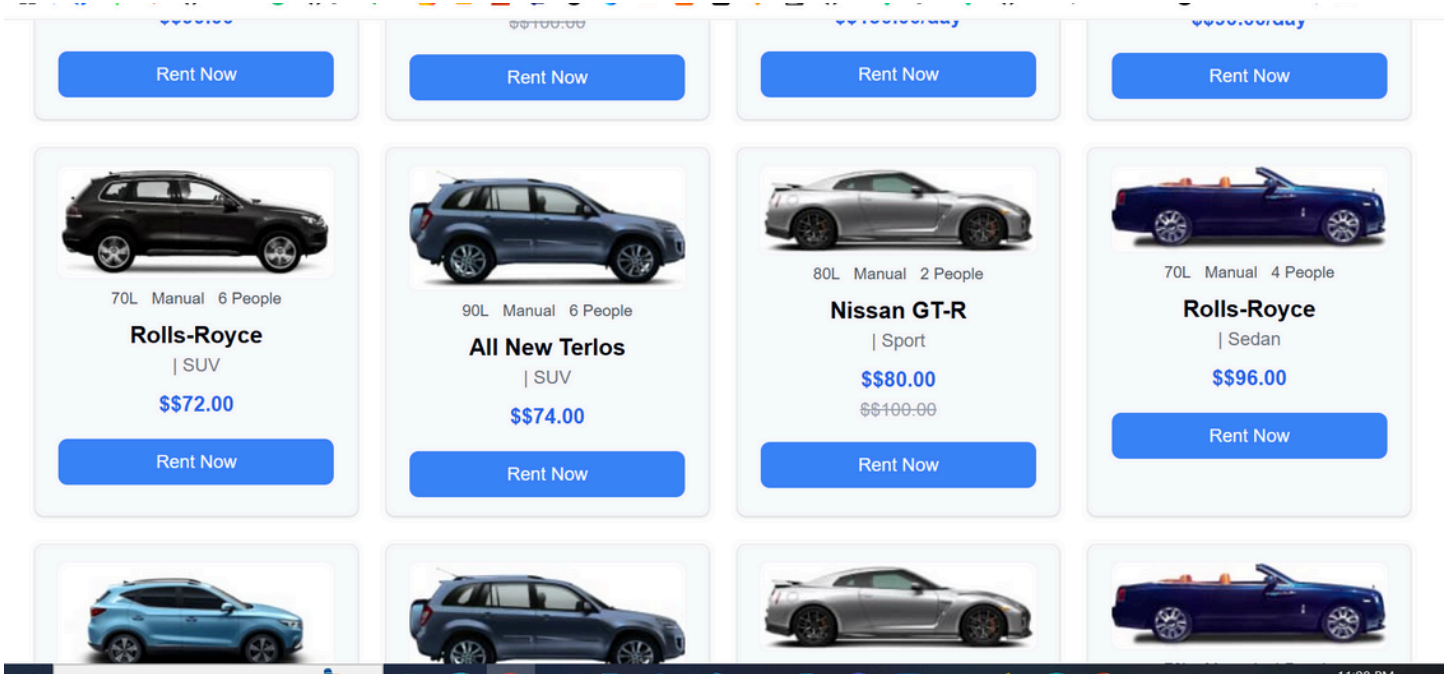 $$100.00
Rent Now
Rent Now
Rent Now
Rent Now
70L Manual 6 People
Rolls-Royce
| SUV
$$72.00
Rent Now
90L Manual 6 People
All New Terlos
| SUV
$$74.00
Rent Now
80L Manual 2 People
Nissan GT-R
| Sport
$$80.00
$$100.00
Rent Now
70L Manual 4 People
Rolls-Royce
| Sedan
$$96.00
Rent Now